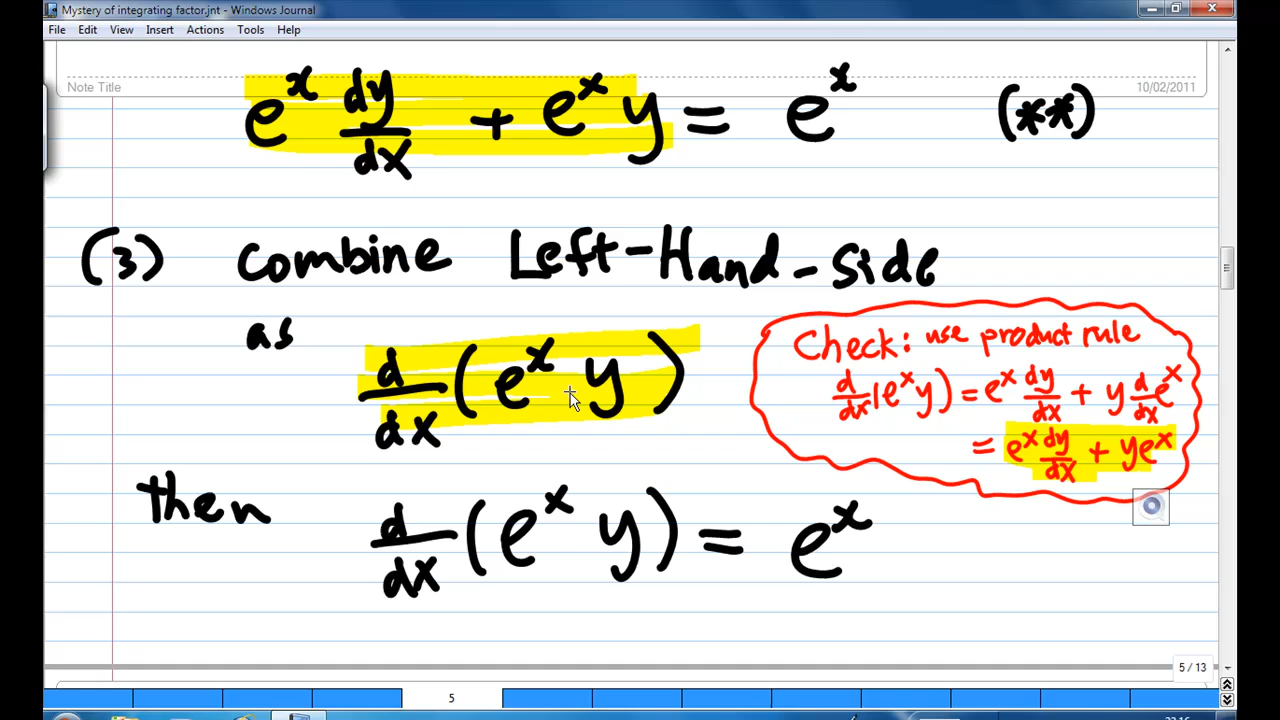 Mystery of integrating factor.jnt - Windows Journal
File Edit View Insert Actions Tools Help
Note Title 10/02/2011
e^x dy/dx + e^x y = e^x (**)
(3) Combine Left-Hand-Side
as
d/dx (e^x y)
Check: use product rule
d/dx (e^x y) = e^x dy/dx + y d/dx e^x
= e^x dy/dx + ye^x
then d/dx (e^x y) = e^x
5 / 13
5